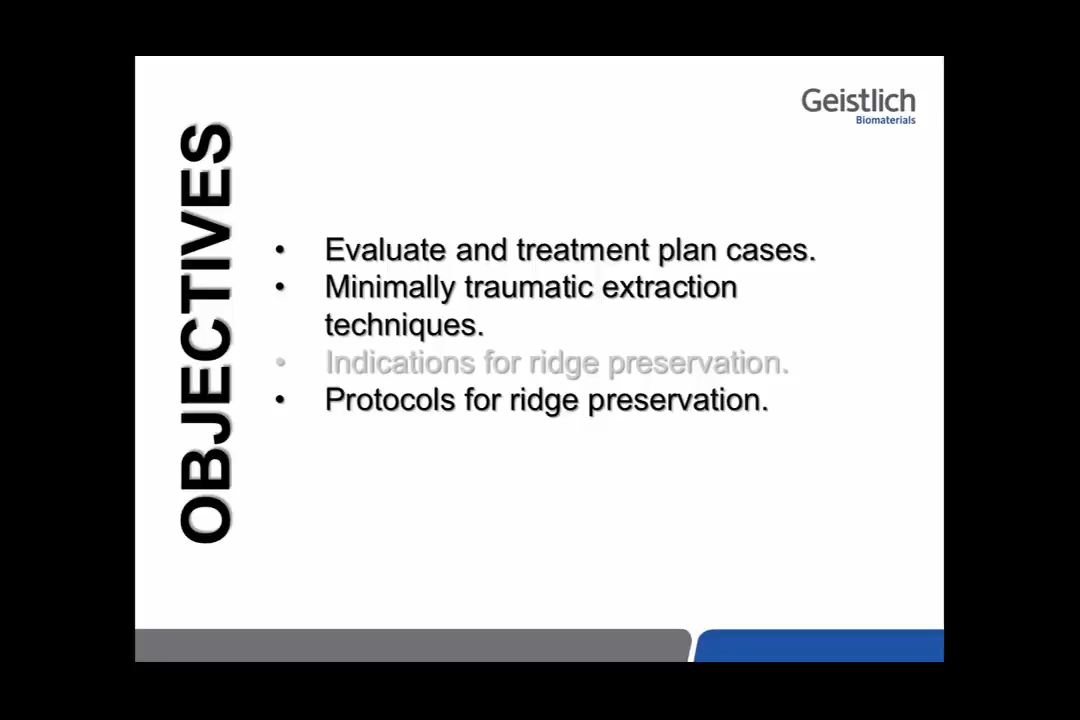 Geistlich
Biomaterials
OBJECTIVES
• Evaluate and treatment plan cases.
• Minimally traumatic extraction
techniques.
• Indications for ridge preservation.
• Protocols for ridge preservation.